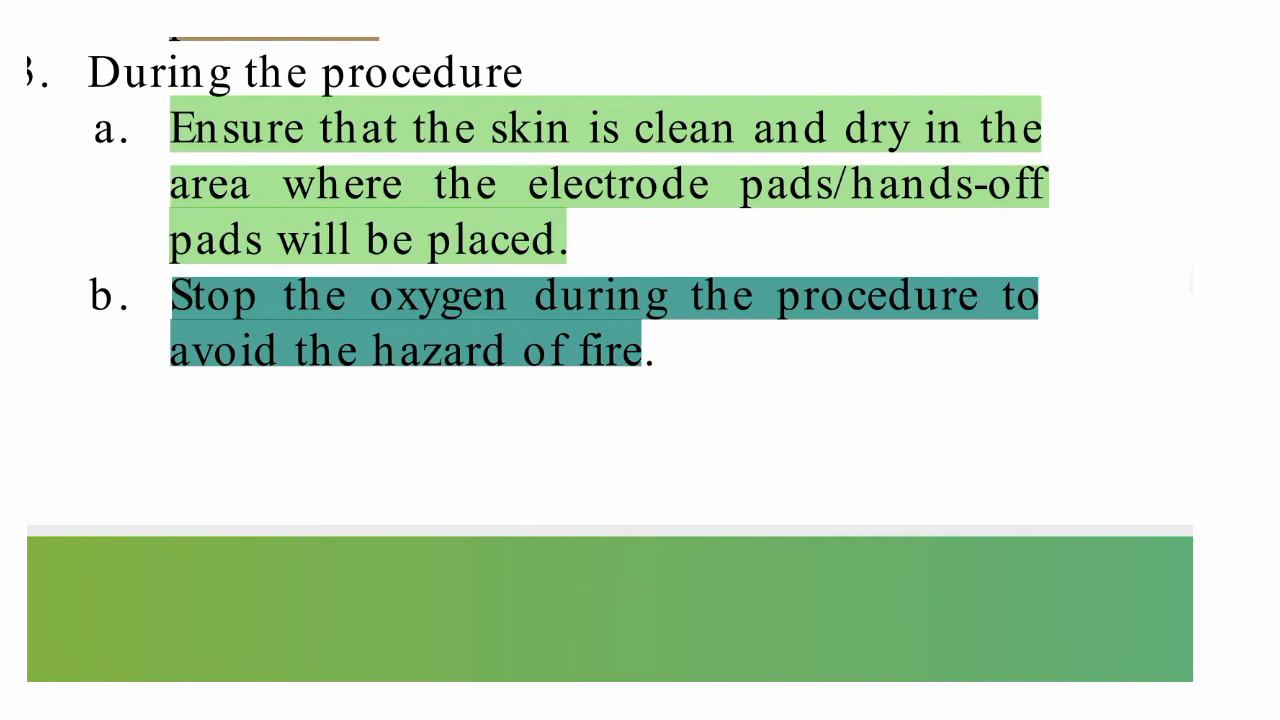 3. During the procedure
a. Ensure that the skin is clean and dry in the
area where the electrode pads/hands-off
pads will be placed.
b. Stop the oxygen during the procedure to
avoid the hazard of fire.